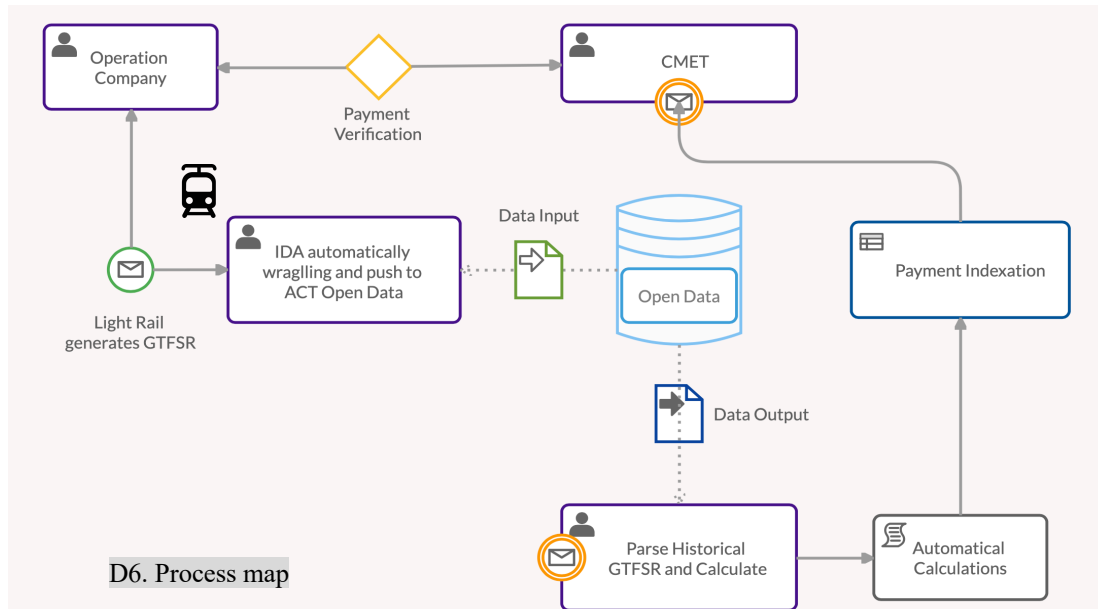 Operation
Company
CMET
Payment
Verification
Data Input
IDA automatically
wraglling and push to
ACT Open Data
Payment Indexation
Open Data
Light Rail
generates GTFSR
Data Output
Parse Historical
GTFSR and Calculate
Automatical
Calculations
D6. Process map